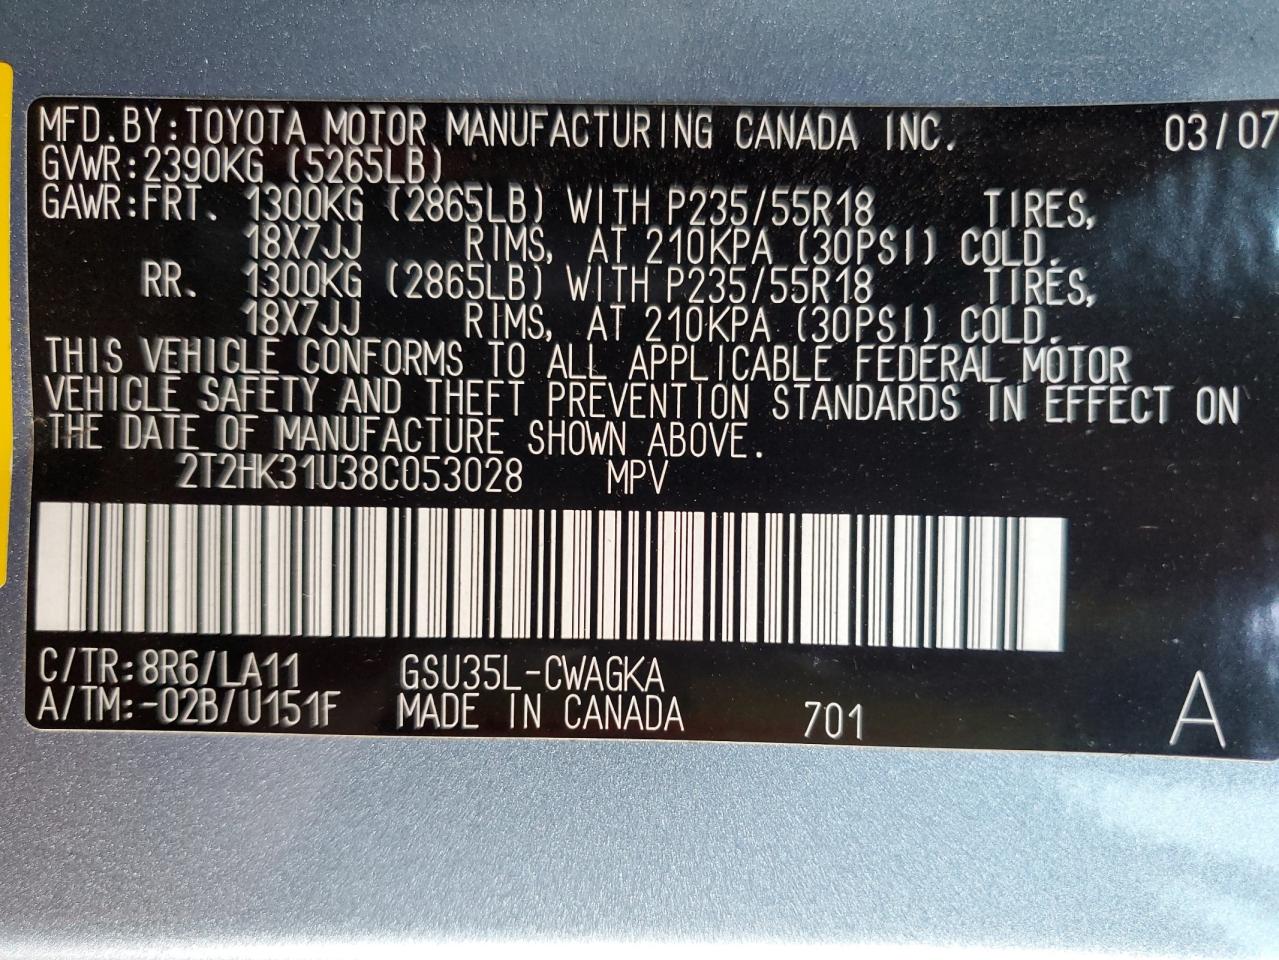 MFD.BY:TOYOTA MOTOR MANUFACTURING CANADA INC. 03/07
GVWR:2390KG (5265LB)
GAWR:FRT. 1300KG (2865LB) WITH P235/55R18 TIRES,
18X7JJ RIMS, AT 210KPA (30PSI) COLD.
RR. 1300KG (2865LB) WITH P235/55R18 TIRES,
18X7JJ RIMS, AT 210KPA (30PSI) COLD.
THIS VEHICLE CONFORMS TO ALL APPLICABLE FEDERAL MOTOR
VEHICLE SAFETY AND THEFT PREVENTION STANDARDS IN EFFECT ON
THE DATE OF MANUFACTURE SHOWN ABOVE.
2T2HK31U38C053028 MPV
C/TR:8R6/LA11 GSU35L-CWAGKA
A/TM:-02B/U151F MADE IN CANADA 701 A